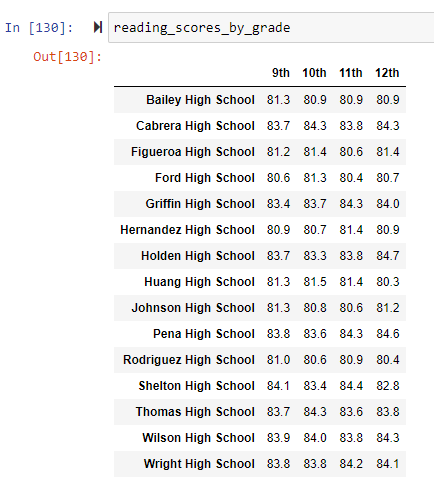 In [130]: reading_scores_by_grade
Out[130]:
9th 10th 11th 12th
Bailey High School 81.3 80.9 80.9 80.9
Cabrera High School 83.7 84.3 83.8 84.3
Figueroa High School 81.2 81.4 80.6 81.4
Ford High School 80.6 81.3 80.4 80.7
Griffin High School 83.4 83.7 84.3 84.0
Hernandez High School 80.9 80.7 81.4 80.9
Holden High School 83.7 83.3 83.8 84.7
Huang High School 81.3 81.5 81.4 80.3
Johnson High School 81.3 80.8 80.6 81.2
Pena High School 83.8 83.6 84.3 84.6
Rodriguez High School 81.0 80.6 80.9 80.4
Shelton High School 84.1 83.4 84.4 82.8
Thomas High School 83.7 84.3 83.6 83.8
Wilson High School 83.9 84.0 83.8 84.3
Wright High School 83.8 83.8 84.2 84.1